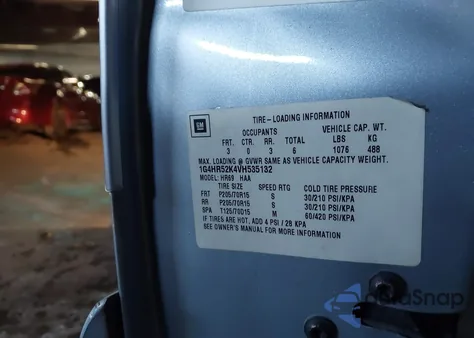 GM
TIRE-LOADING INFORMATION
OCCUPANTS VEHICLE CAP. WT.
FRT. CTR. RR. TOTAL LBS KG
3 0 3 6 1076 488
MAX. LOADING @ GVWR SAME AS VEHICLE CAPACITY WEIGHT.
1G4HR52K4VH535132
MODEL: HR69 HAA
TIRE SIZE SPEED RTG COLD TIRE PRESSURE
FRT P205/70R15 S 30/210 PSI/KPA
RR P205/70R15 S 30/210 PSI/KPA
SPA T125/70D15 M 60/420 PSI/KPA
IF TIRES ARE HOT, ADD 4 PSI / 28 KPA
SEE OWNER'S MANUAL FOR MORE INFORMATION